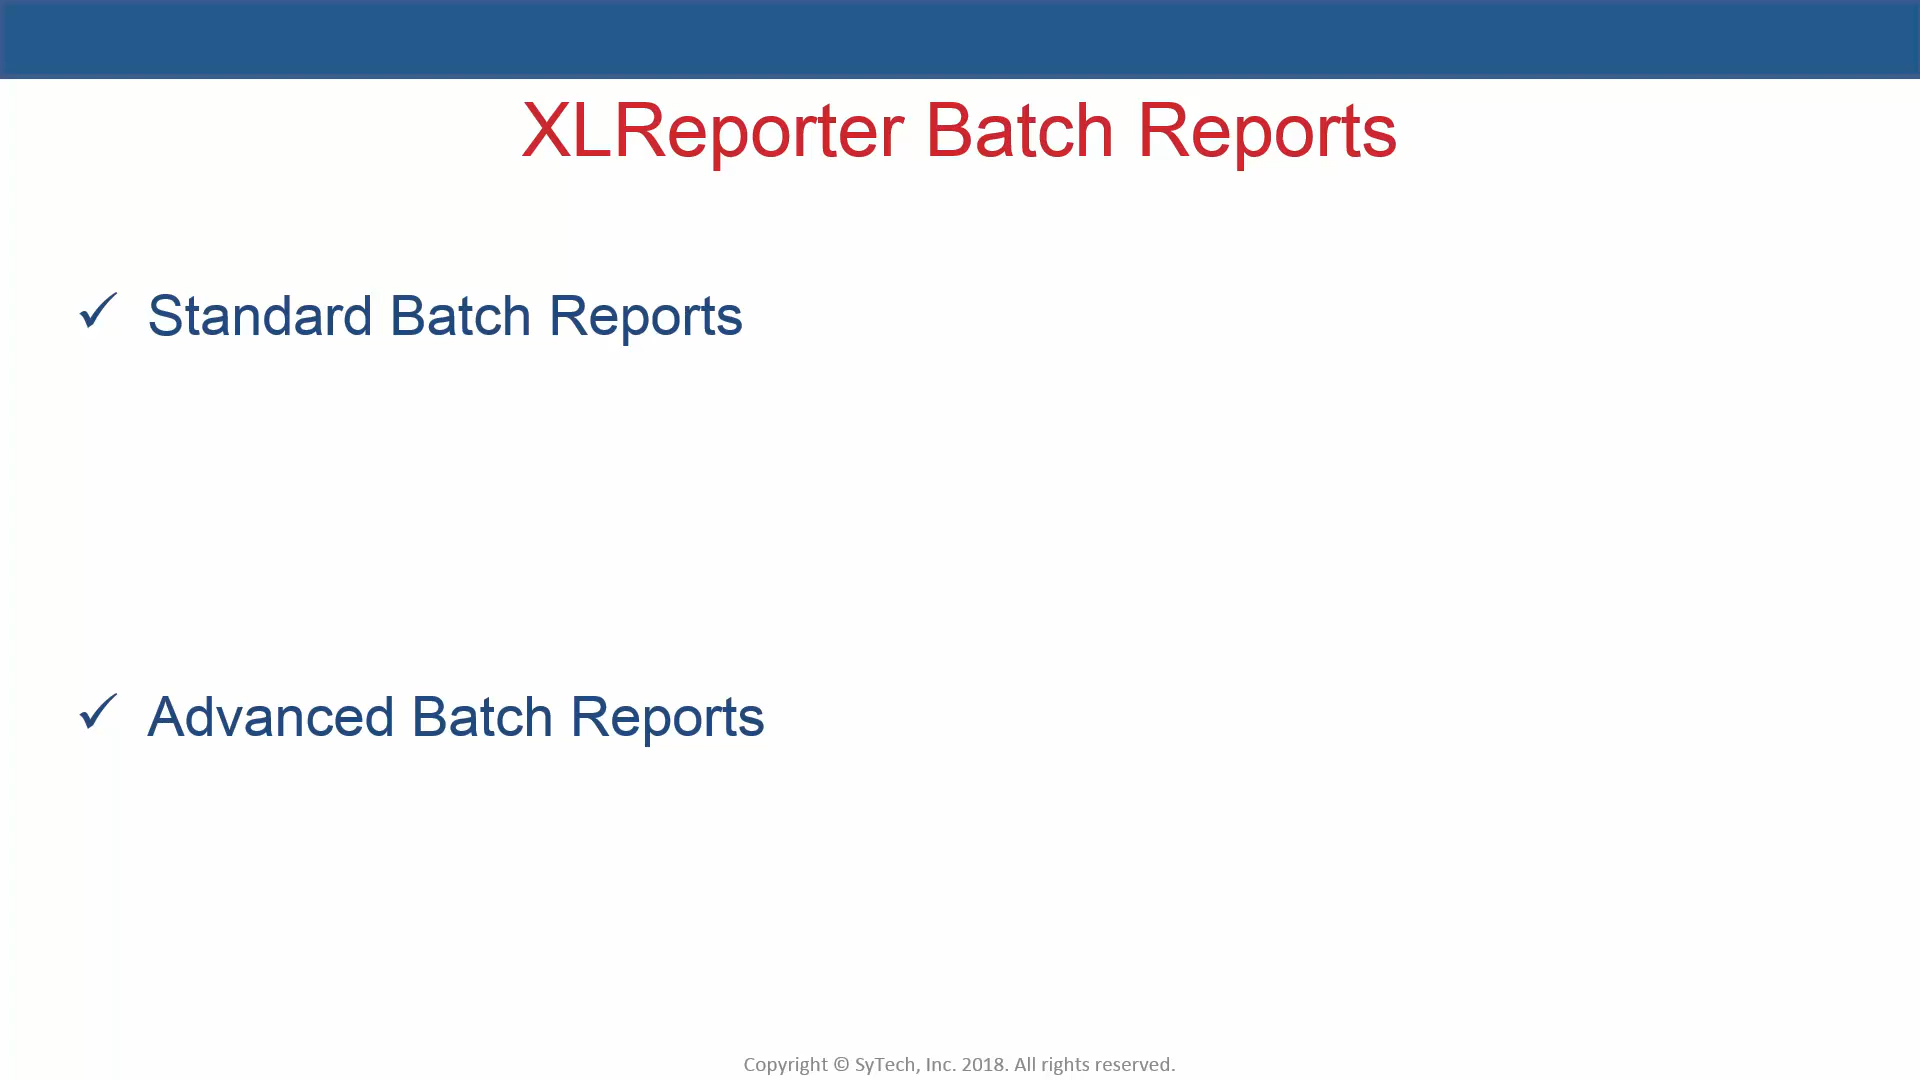 XLReporter Batch Reports
✓ Standard Batch Reports
✓ Advanced Batch Reports
Copyright © SyTech, Inc. 2018. All rights reserved.